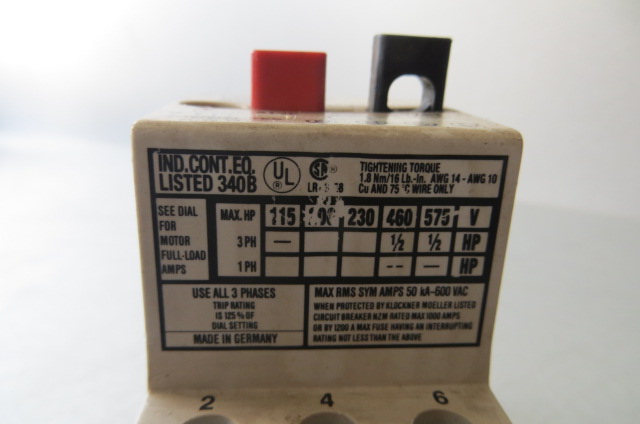 IND.CONT.EQ.
LISTED 340B
UL
®
SA
TIGHTENING TORQUE
1.8 Nm/16 Lb.-In. AWG 14 - AWG 10
Cu AND 75 °C WIRE ONLY
SEE DIAL
FOR
MOTOR
FULL-LOAD
AMPS
MAX. HP 115 230 460 575 V
3 PH — ½ ½ HP
1 PH -- — HP
USE ALL 3 PHASES
TRIP RATING
IS 125% OF
DIAL SETTING
MADE IN GERMANY
MAX RMS SYM AMPS 50 kA-600 VAC
WHEN PROTECTED BY KLOCKNER MOELLER LISTED
CIRCUIT BREAKER NZM RATED MAX 1000 AMPS
OR BY 1200 A MAX FUSE HAVING AN INTERRUPTING
RATING NOT LESS THAN THE ABOVE
2 4 6